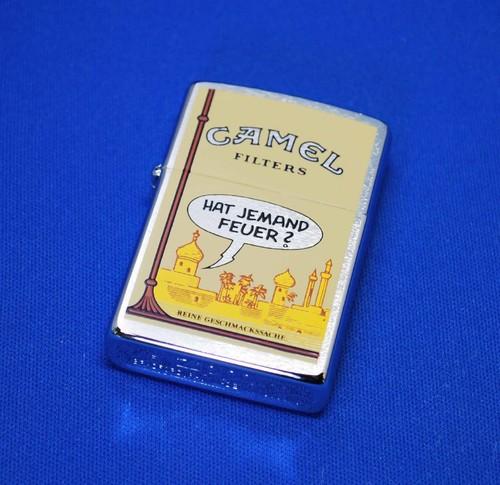 CAMEL
FILTERS
HAT JEMAND
FEUER?
REINE GESCHMACKSSACHE.